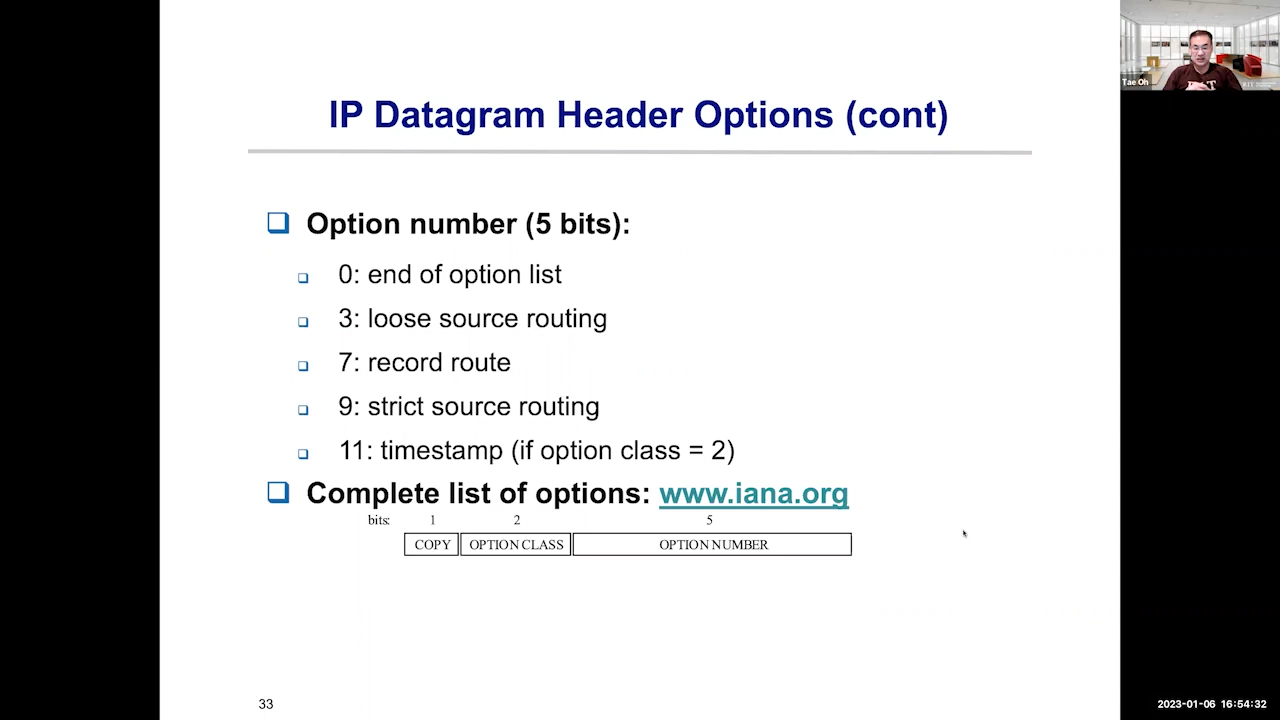 Tae Oh
IP Datagram Header Options (cont)
Option number (5 bits):
0: end of option list
3: loose source routing
7: record route
9: strict source routing
11: timestamp (if option class = 2)
Complete list of options: www.iana.org
bits: 1 2 5
COPY OPTION CLASS OPTION NUMBER
33
2023-01-06 16:54:32